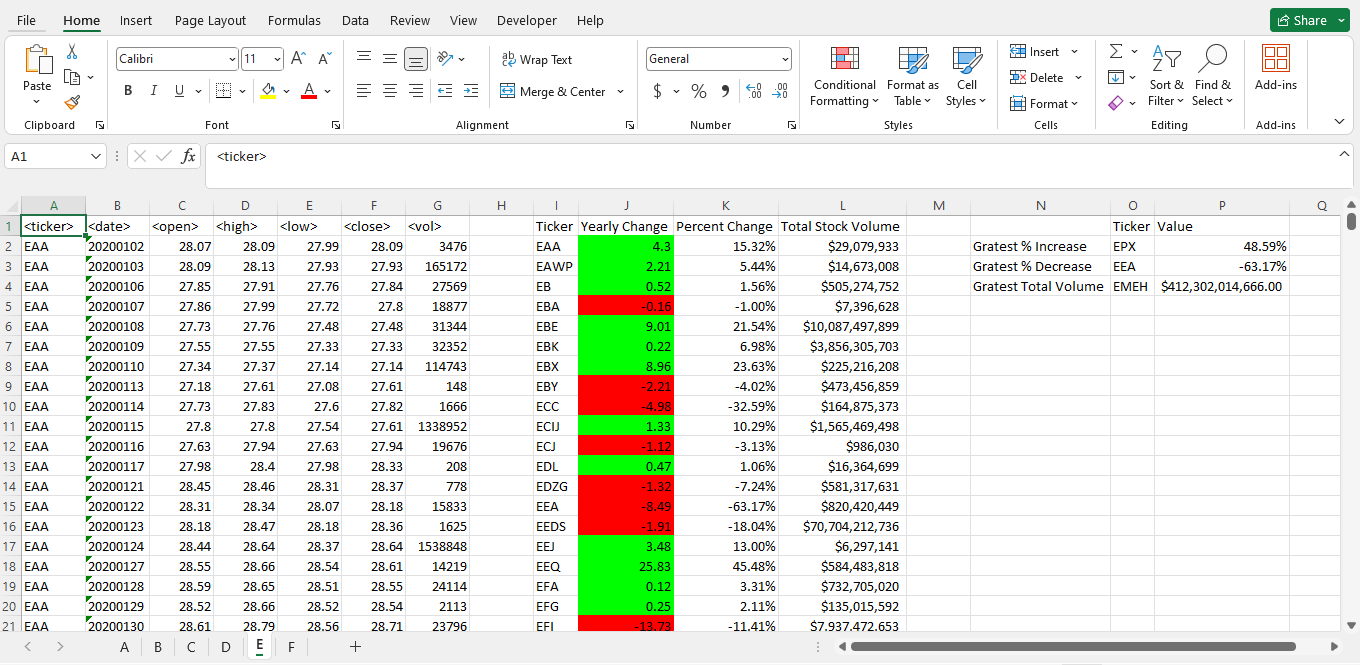 File Home Insert Page Layout Formulas Data Review View Developer Help Share
Paste Calibri 11 A A ab Wrap Text General Conditional Formatting Format as Table Cell Styles Insert Sort & Filter Find & Select Add-ins
B I U A Merge & Center $ % 9 Delete
Format
Clipboard Font Alignment Number Styles Cells Editing Add-ins
A1 fx <ticker>
A B C D E F G H I J K L M N O P Q
1 <ticker> <date> <open> <high> <low> <close> <vol> Ticker Yearly Change Percent Change Total Stock Volume Ticker Value
2 EAA 20200102 28.07 28.09 27.99 28.09 3476 EAA 4.3 15.32% $29,079,933 Gratest % Increase EPX 48.59%
3 EAA 20200103 28.09 28.13 27.93 27.93 165172 EAWP 2.21 5.44% $14,673,008 Gratest % Decrease EEA -63.17%
4 EAA 20200106 27.85 27.91 27.76 27.84 27569 EB 0.52 1.56% $505,274,752 Gratest Total Volume EMEH $412,302,014,666.00
5 EAA 20200107 27.86 27.99 27.72 27.8 18877 EBA -0.16 -1.00% $7,396,628
6 EAA 20200108 27.73 27.76 27.48 27.48 31344 EBE 9.01 21.54% $10,087,497,899
7 EAA 20200109 27.55 27.55 27.33 27.33 32352 EBK 0.22 6.98% $3,856,305,703
8 EAA 20200110 27.34 27.37 27.14 27.14 114743 EBX 8.96 23.63% $225,216,208
9 EAA 20200113 27.18 27.61 27.08 27.61 148 EBY -2.21 -4.02% $473,456,859
10 EAA 20200114 27.73 27.83 27.6 27.82 1666 ECC -4.98 -32.59% $164,875,373
11 EAA 20200115 27.8 27.8 27.54 27.61 1338952 ECIJ 1.33 10.29% $1,565,469,498
12 EAA 20200116 27.63 27.94 27.63 27.94 19676 ECJ -1.12 -3.13% $986,030
13 EAA 20200117 27.98 28.4 27.98 28.33 208 EDL 0.47 1.06% $16,364,699
14 EAA 20200121 28.45 28.46 28.31 28.37 778 EDZG -1.32 -7.24% $581,317,631
15 EAA 20200122 28.31 28.34 28.07 28.18 15833 EEA -8.49 -63.17% $820,420,449
16 EAA 20200123 28.18 28.47 28.18 28.36 1625 EEDS -1.91 -18.04% $70,704,212,736
17 EAA 20200124 28.44 28.64 28.37 28.64 1538848 EEJ 3.48 13.00% $6,297,141
18 EAA 20200127 28.55 28.66 28.54 28.61 14219 EEQ 25.83 45.48% $584,483,818
19 EAA 20200128 28.59 28.65 28.51 28.55 24114 EFA 0.12 3.31% $732,705,020
20 EAA 20200129 28.52 28.66 28.52 28.54 2113 EFG 0.25 2.11% $135,015,592
21 EAA 20200130 28.61 28.79 28.56 28.71 23796 EFI -13.73 -11.41% $7,937,472,653
A B C D E F